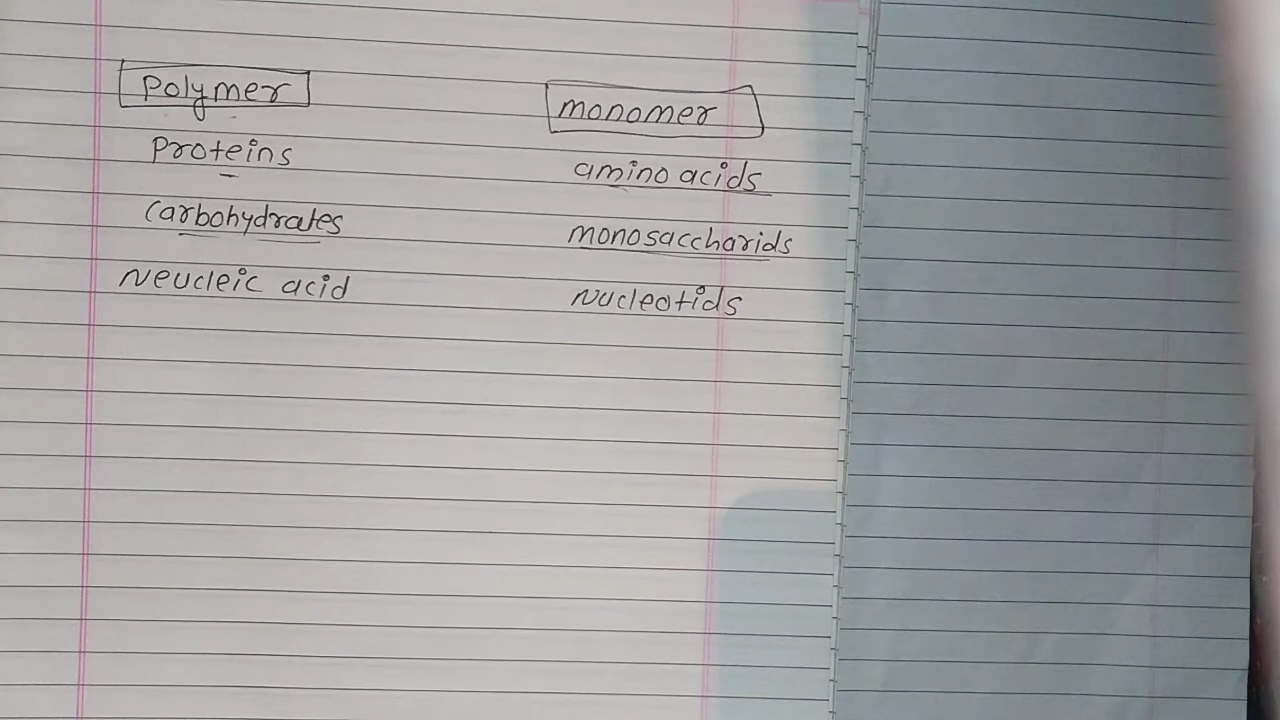 Polymer monomer
Proteins amino acids
Carbohydrates monosaccharids
Neucleic acid Nucleotids